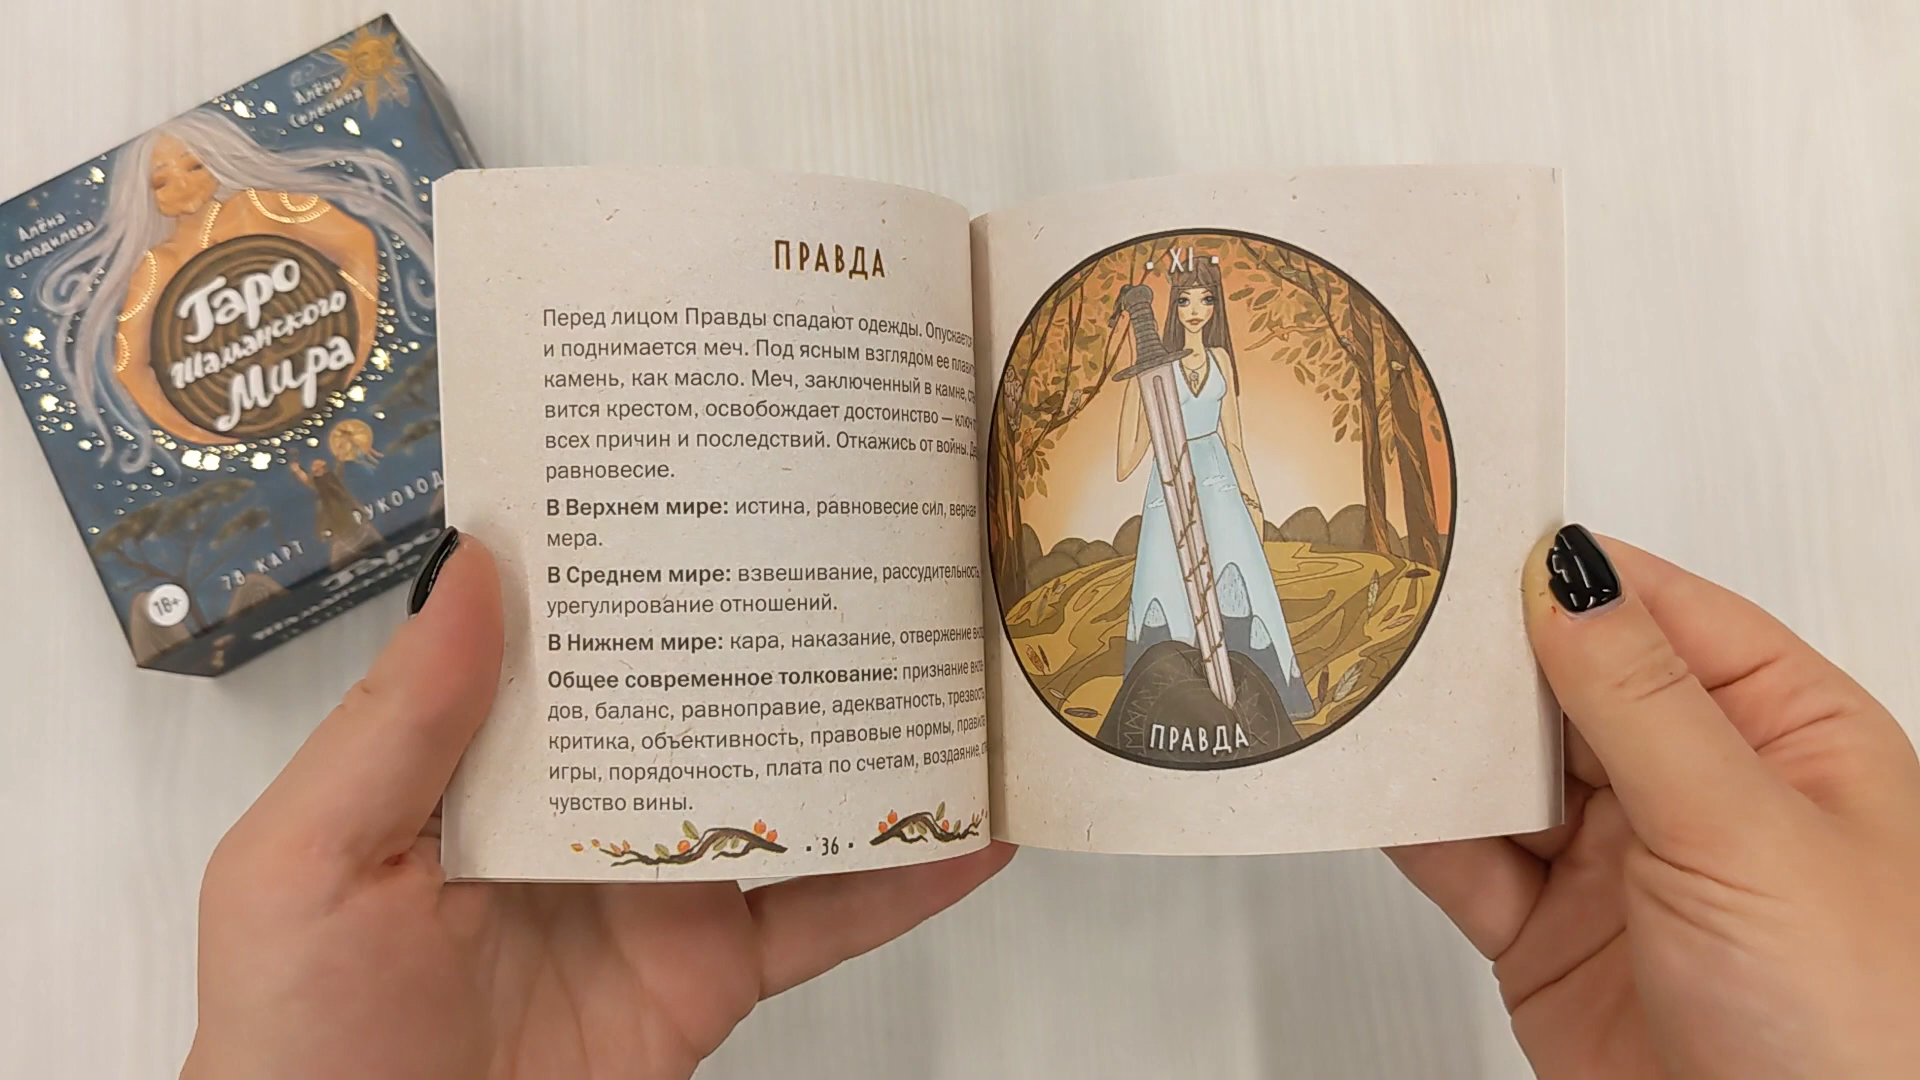 Алёна
Селенина
Алёна
Солодилова
Таро
Шаманского
Мира
78 КАРТ • РУКОВОД
18+
ТАРО
ПРАВДА
Перед лицом Правды спадают одежды. Опускается
и поднимается меч. Под ясным взглядом ее
камень, как масло. Меч, заключенный в камне,
вится крестом, освобождает достоинство — ключ
всех причин и последствий. Откажись от войны.
равновесие.
В Верхнем мире: истина, равновесие сил, верная
мера.
В Среднем мире: взвешивание, рассудительность
урегулирование отношений.
В Нижнем мире: кара, наказание, отвержение
Общее современное толкование: признание
дов, баланс, равноправие, адекватность,
критика, объективность, правовые нормы,
игры, порядочность, плата по счетам, воздаяние,
чувство вины.
• 36 •
• XI •
ПРАВДА